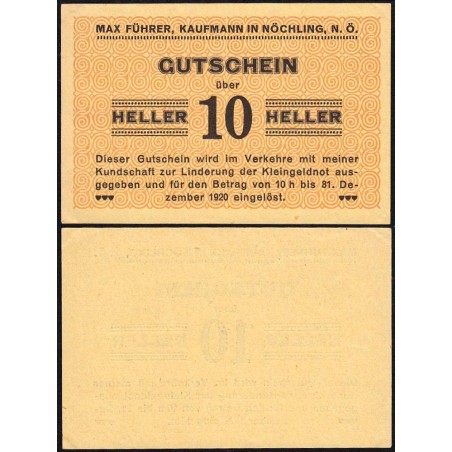 MAX FÜHRER, KAUFMANN IN NÖCHLING, N. Ö.
GUTSCHEIN
über
HELLER 10 HELLER
Dieser Gutschein wird im Verkehre mit meiner
Kundschaft zur Linderung der Kleingeldnot aus-
gegeben und für den Betrag von 10 h bis 31. De-
zember 1920 eingelöst.